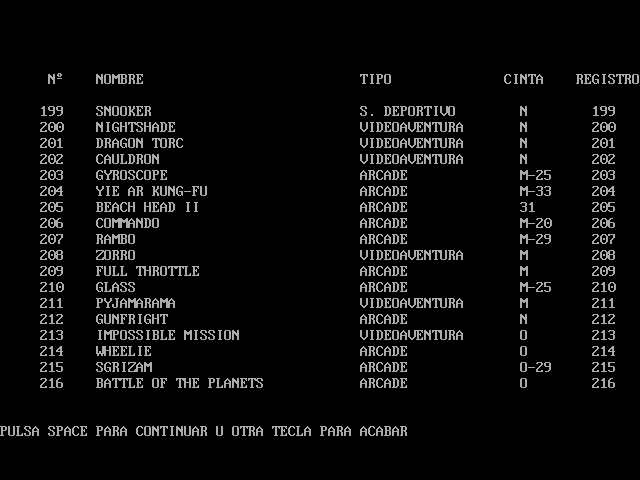 Nº NOMBRE TIPO CINTA REGISTRO
199 SNOOKER S. DEPORTIVO N 199
200 NIGHTSHADE VIDEOAVENTURA N 200
201 DRAGON TORC VIDEOAVENTURA N 201
202 CAULDRON VIDEOAVENTURA N 202
203 GYROSCOPE ARCADE M-25 203
204 YIE AR KUNG-FU ARCADE M-33 204
205 BEACH HEAD II ARCADE 31 205
206 COMMANDO ARCADE M-20 206
207 RAMBO ARCADE M-29 207
208 ZORRO VIDEOAVENTURA M 208
209 FULL THROTTLE ARCADE M 209
210 GLASS ARCADE M-25 210
211 PYJAMARAMA VIDEOAVENTURA M 211
212 GUNFRIGHT ARCADE N 212
213 IMPOSSIBLE MISSION VIDEOAVENTURA O 213
214 WHEELIE ARCADE O 214
215 SGRIZAM ARCADE O-29 215
216 BATTLE OF THE PLANETS ARCADE O 216
PULSA SPACE PARA CONTINUAR U OTRA TECLA PARA ACABAR